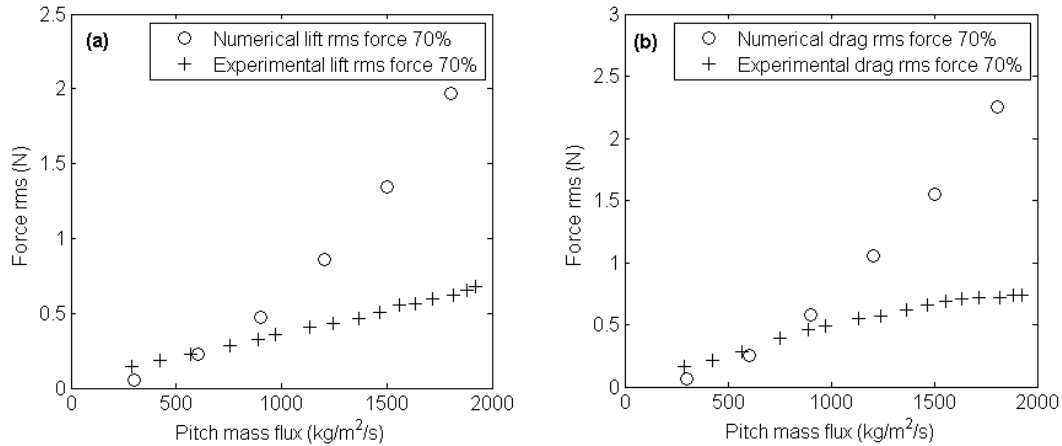 (a)
Numerical lift rms force 70%
Experimental lift rms force 70%
2.5
2
1.5
1
0.5
0
Force rms (N)
0 500 1000 1500 2000
Pitch mass flux (kg/m²/s)
(b)
Numerical drag rms force 70%
Experimental drag rms force 70%
3
2.5
2
1.5
1
0.5
0
Force rms (N)
0 500 1000 1500 2000
Pitch mass flux (kg/m²/s)